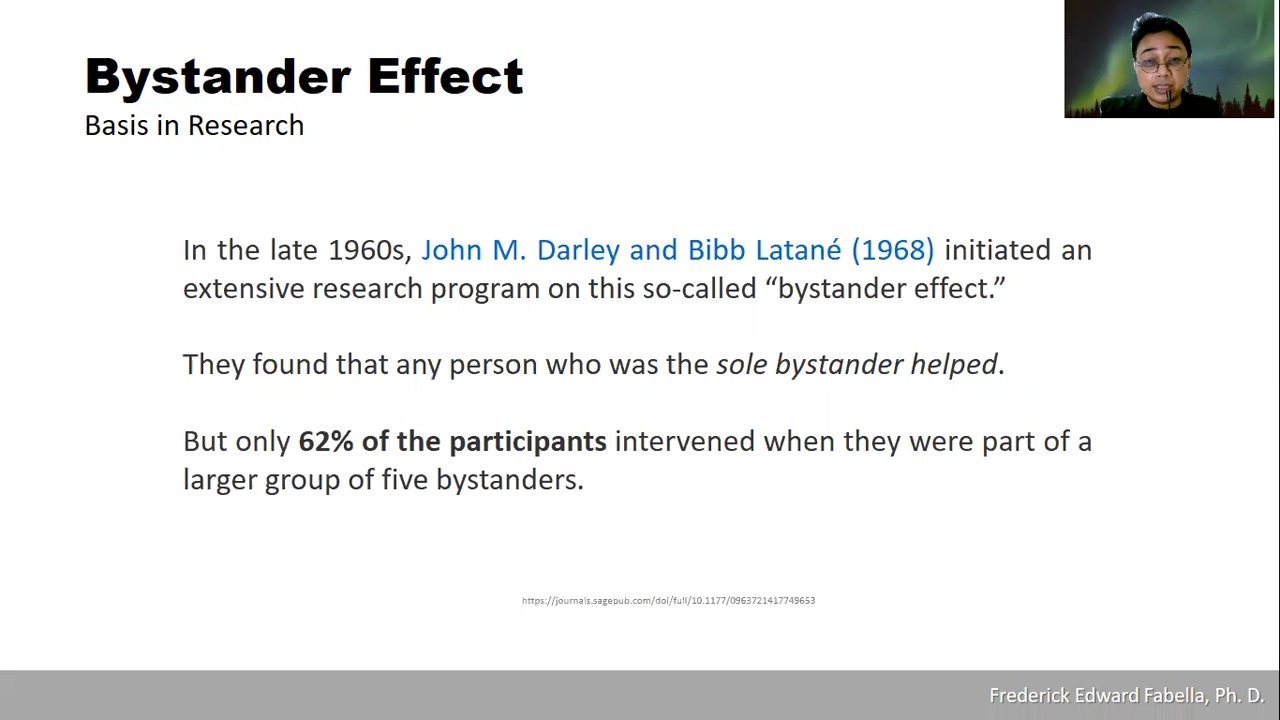 Bystander Effect
Basis in Research
In the late 1960s, John M. Darley and Bibb Latané (1968) initiated an
extensive research program on this so-called “bystander effect.”
They found that any person who was the sole bystander helped.
But only 62% of the participants intervened when they were part of a
larger group of five bystanders.
https://journals.sagepub.com/doi/full/10.1177/0963721417749653
Frederick Edward Fabella, Ph. D.